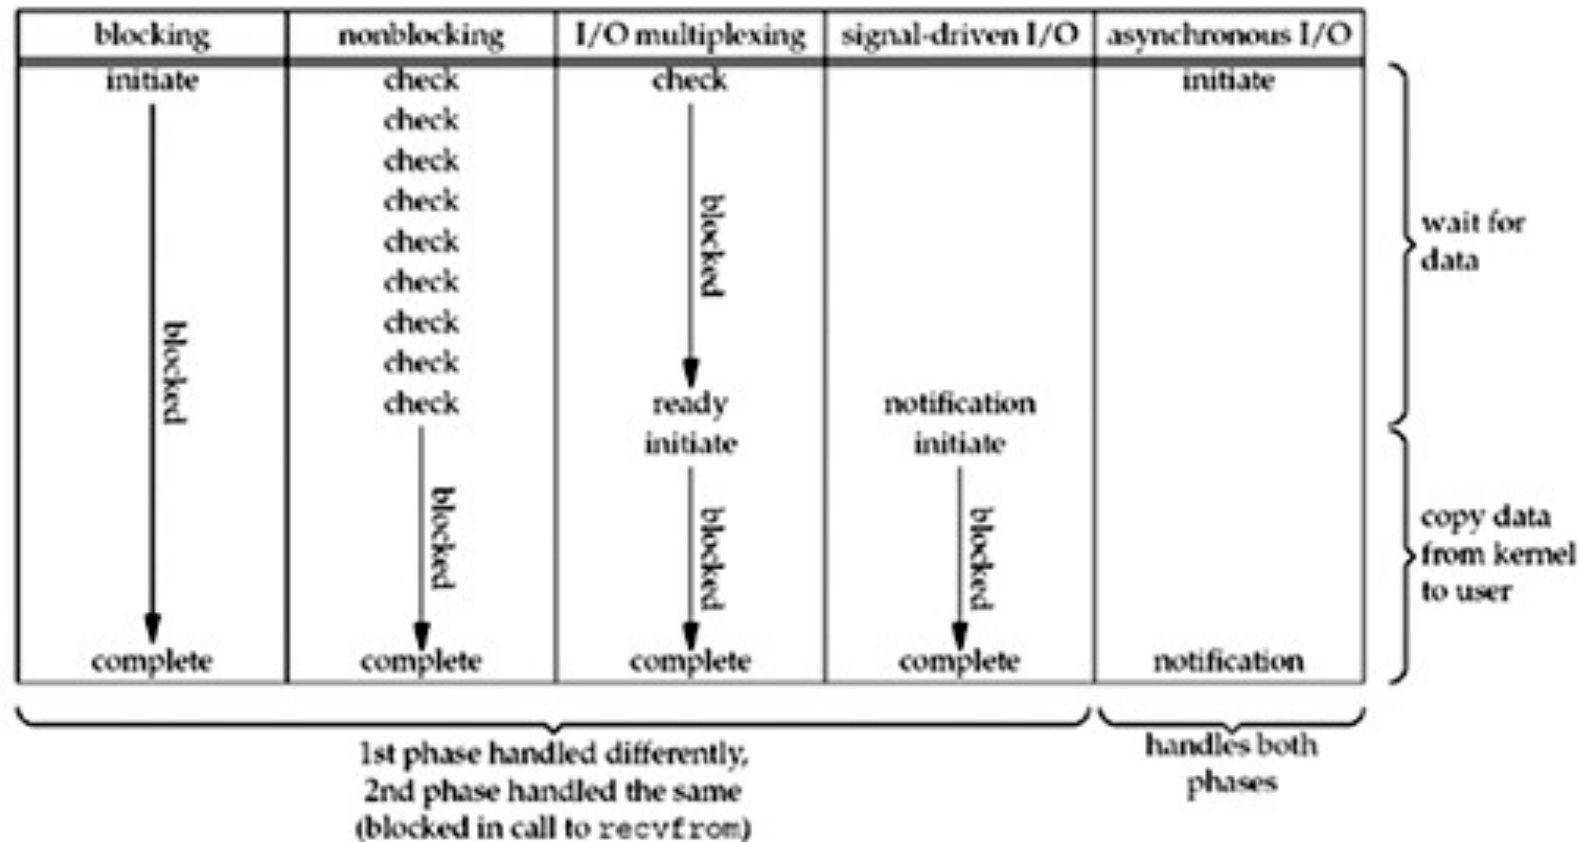 blocking nonblocking I/O multiplexing signal-driven I/O asynchronous I/O
initiate check check initiate
check
check
check
blocked
check
wait for
data
check
blocked
check
check
check ready notification
initiate initiate
blocked
blocked
blocked
copy data
from kernel
to user
complete complete complete complete notification
1st phase handled differently,
2nd phase handled the same
(blocked in call to recvfrom)
handles both
phases